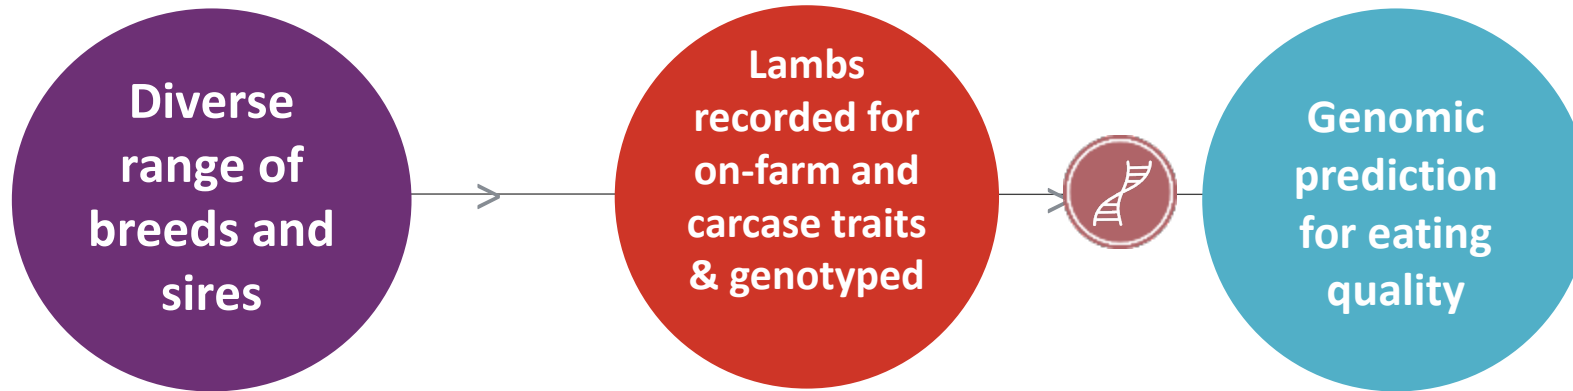 Diverse
range of
breeds and
sires
Lambs
recorded for
on-farm and
carcase traits
& genotyped
Genomic
prediction
for eating
quality